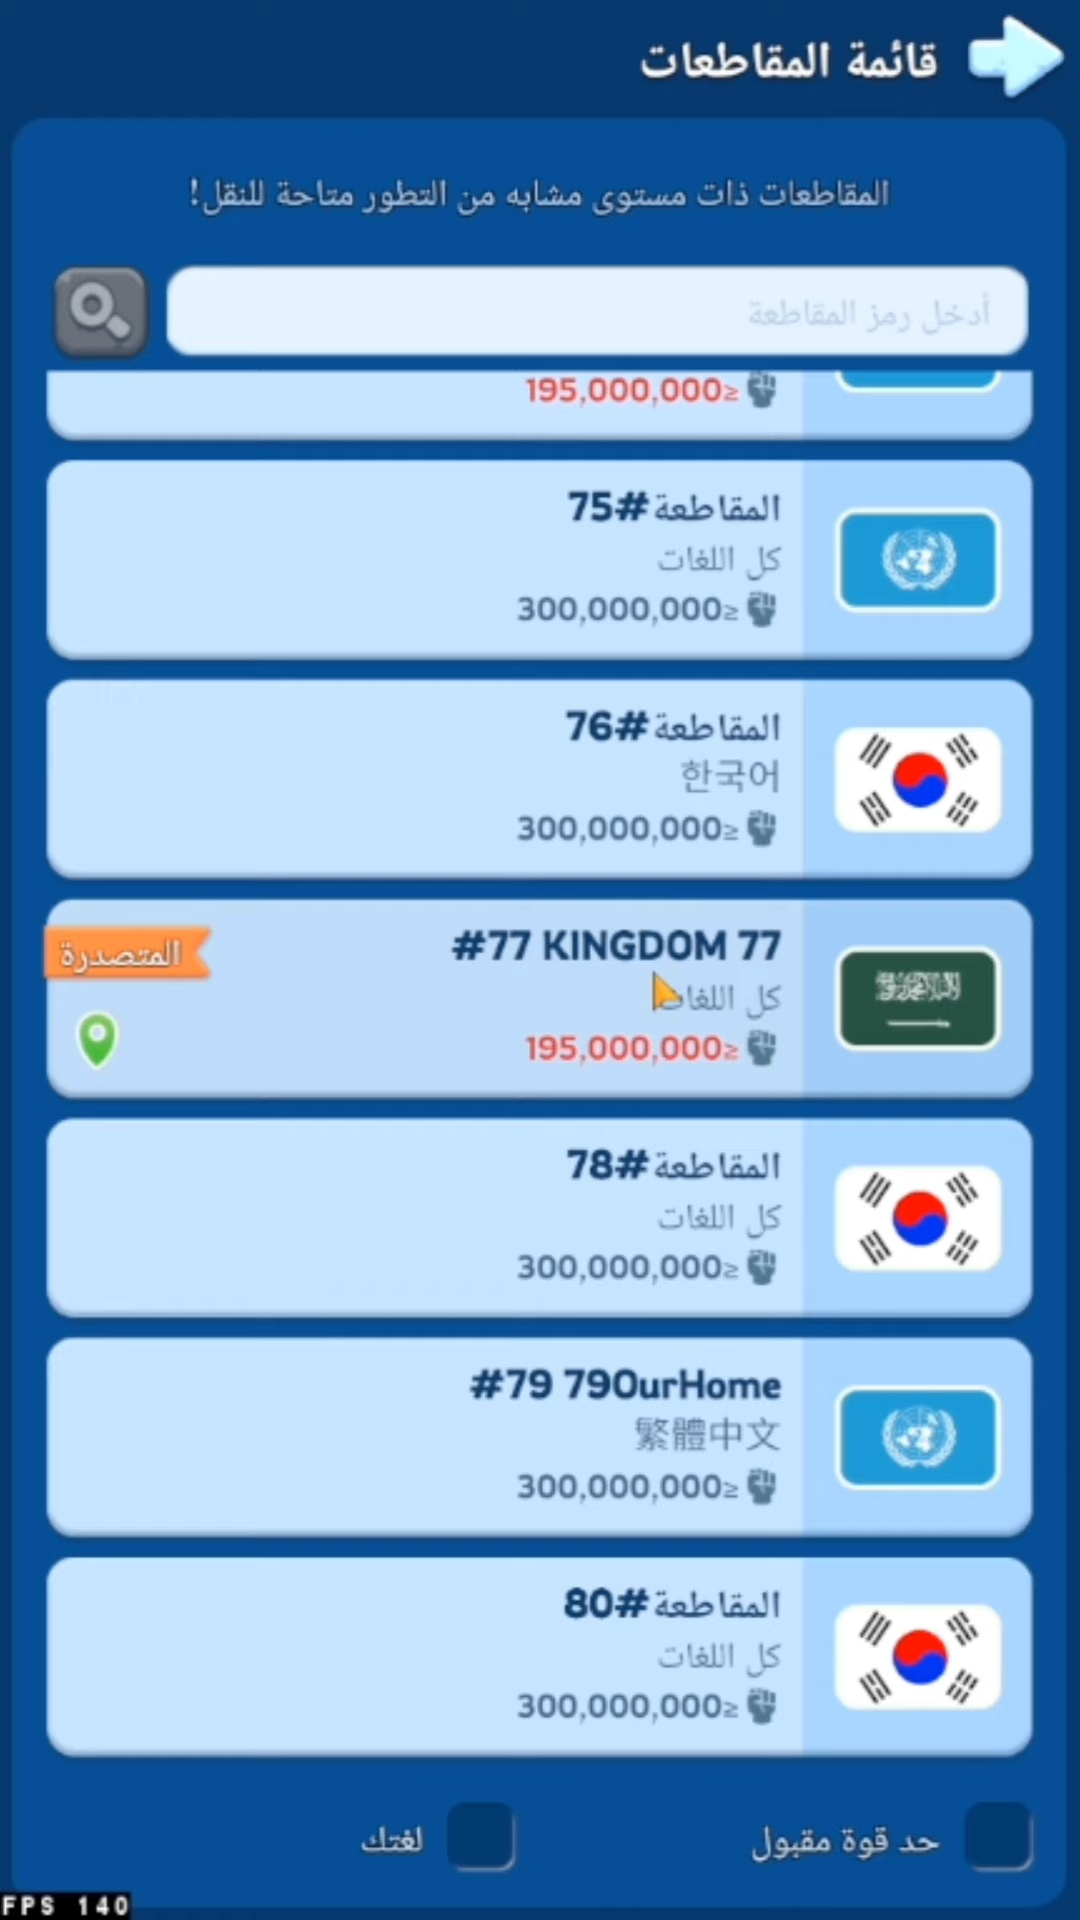 قائمة المقاطعات
المقاطعات ذات مستوى مشابه من التطور متاحة للنقل!
أدخل رمز المقاطعة
≥195,000,000
المقاطعة #75
كل اللغات
≥300,000,000
المقاطعة #76
한국어
≥300,000,000
#77 KINGDOM 77
المتصدرة
كل اللغات
≥195,000,000
المقاطعة #78
كل اللغات
≥300,000,000
#79 79OurHome
繁體中文
≥300,000,000
المقاطعة #80
كل اللغات
≥300,000,000
حد قوة مقبول
لغتك
FPS 140